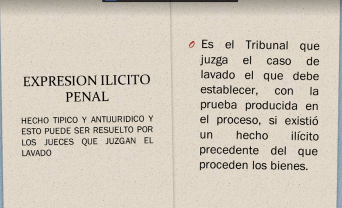 EXPRESION ILICITO
PENAL
HECHO TIPICO Y ANTIJURIDICO Y
ESTO PUEDE SER RESUELTO POR
LOS JUECES QUE JUZGAN EL
LAVADO
Es el Tribunal que
juzga el caso de
lavado el que debe
establecer, con la
prueba producida en
el proceso, si existió
un hecho ilícito
precedente del que
proceden los bienes.